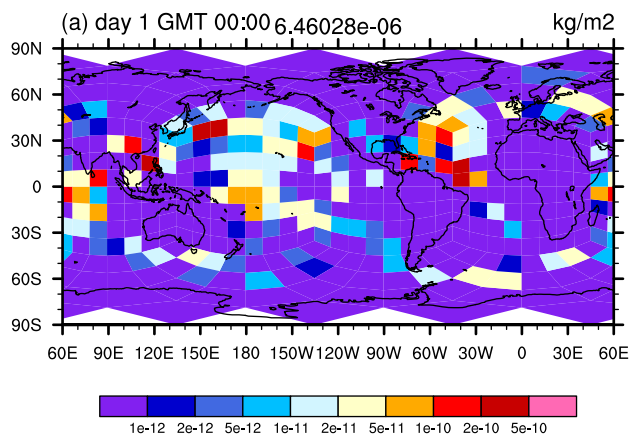 (a) day 1 GMT 00:00 6.46028e-06 kg/m2
90N
60N
30N
0
30S
60S
90S
60E 90E 120E 150E 180 150W 120W 90W 60W 30W 0 30E 60E
1e-12 2e-12 5e-12 1e-11 2e-11 5e-11 1e-10 2e-10 5e-10